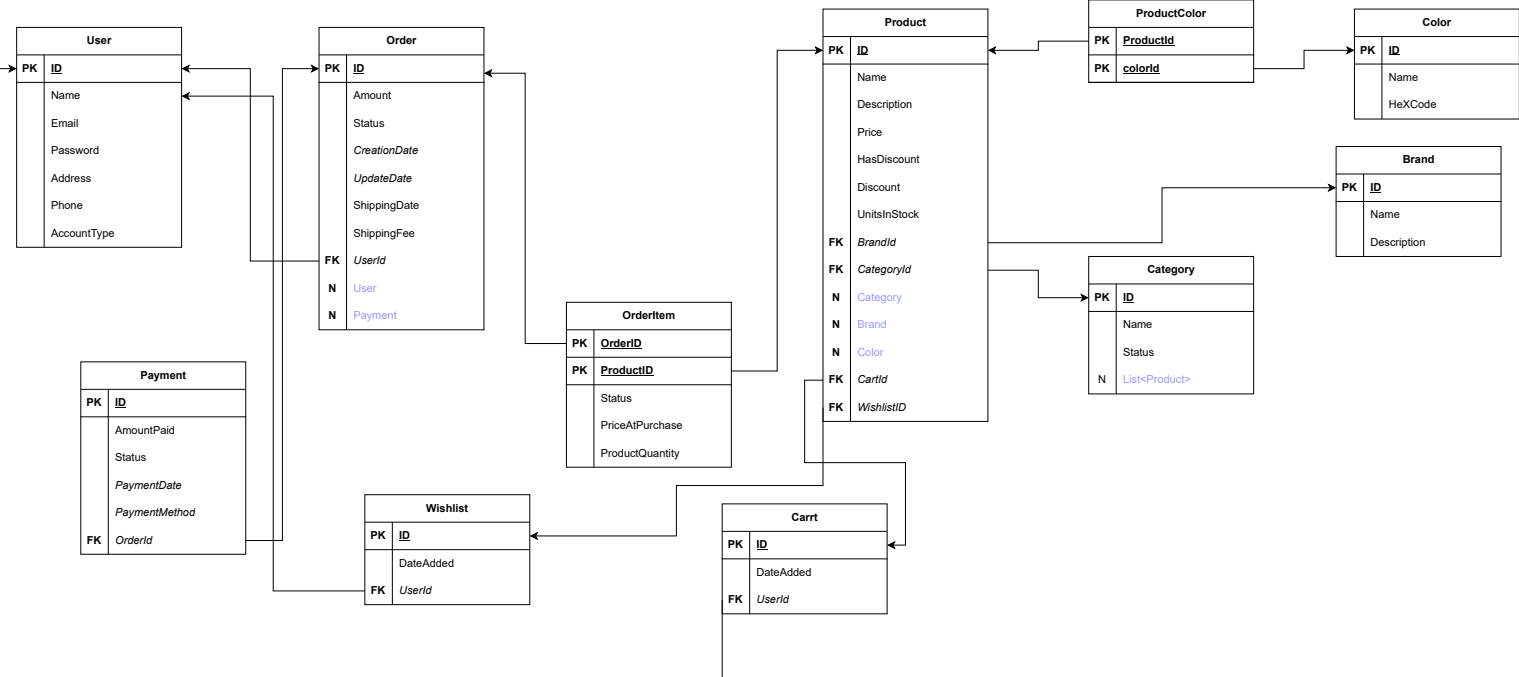 User
PK ID
Name
Email
Password
Address
Phone
AccountType
Order
PK ID
Amount
Status
CreationDate
UpdateDate
ShippingDate
ShippingFee
FK UserId
N User
N Payment
Payment
PK ID
AmountPaid
Status
PaymentDate
PaymentMethod
FK OrderId
Wishlist
PK ID
DateAdded
FK UserId
OrderItem
PK OrderID
PK ProductID
Status
PriceAtPurchase
ProductQuantity
Product
PK ID
Name
Description
Price
HasDiscount
Discount
UnitsInStock
FK BrandId
FK CategoryId
N Category
N Brand
N Color
FK CartId
FK WishlistID
Carrt
PK ID
DateAdded
FK UserId
ProductColor
PK ProductId
PK colorId
Color
PK ID
Name
HeXCode
Brand
PK ID
Name
Description
Category
PK ID
Name
Status
N List<Product>